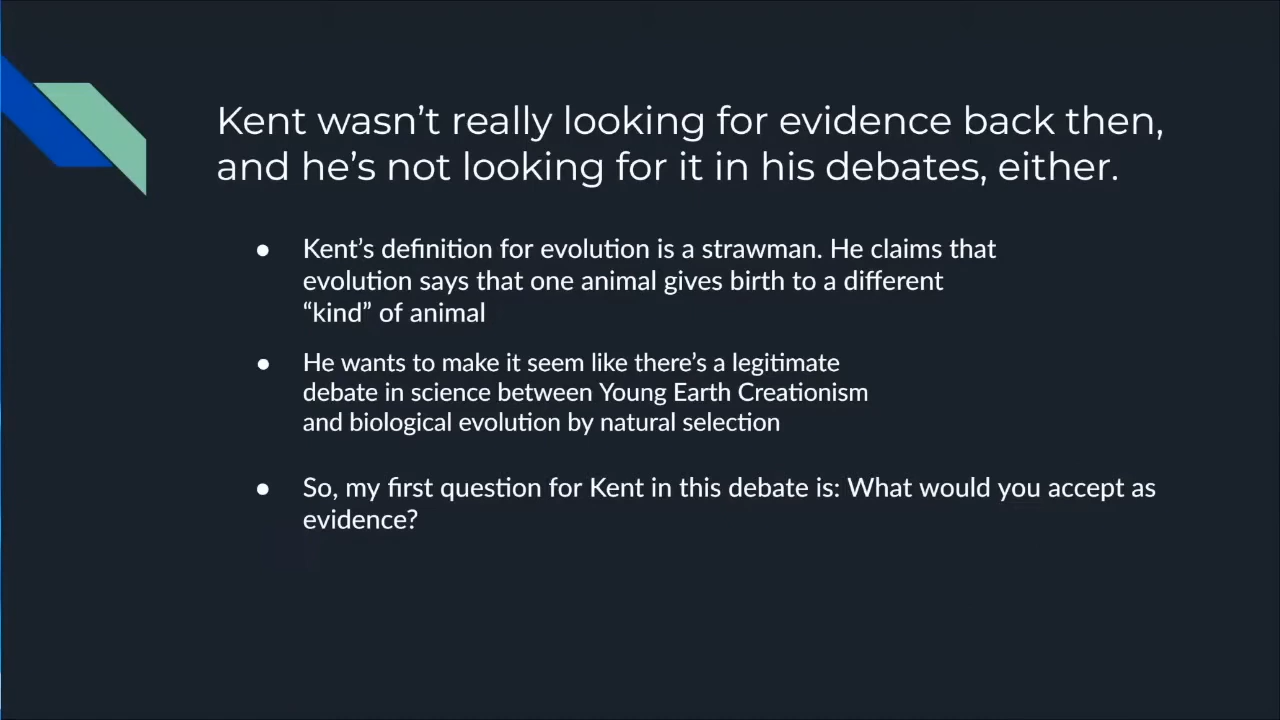 Kent wasn’t really looking for evidence back then,
and he’s not looking for it in his debates, either.
● Kent’s definition for evolution is a strawman. He claims that
evolution says that one animal gives birth to a different
“kind” of animal
● He wants to make it seem like there’s a legitimate
debate in science between Young Earth Creationism
and biological evolution by natural selection
● So, my first question for Kent in this debate is: What would you accept as
evidence?